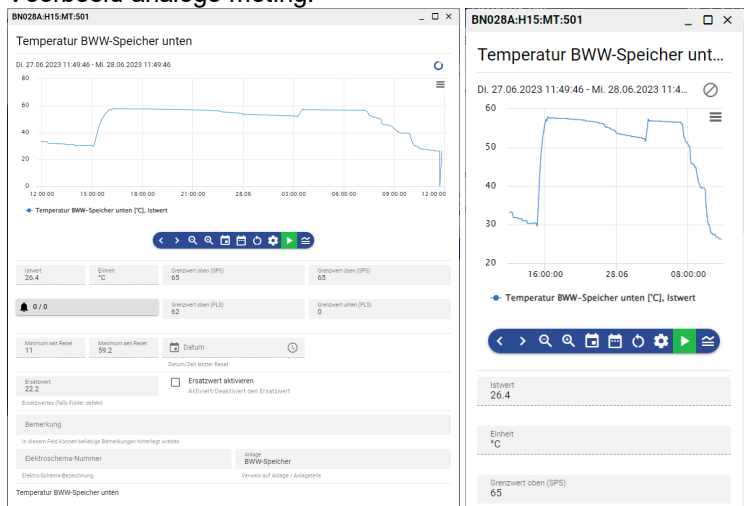 Voorbeeld analoge meting:
BN028A:H15:MT:501
Temperatur BWW-Speicher unten
Di. 27.06.2023 11:49:46 - Mi. 28.06.2023 11:49:46
80
60
40
20
0
12:00:00 15:00:00 18:00:00 21:00:00 28.06 03:00:00 06:00:00 09:00:00 12:00:00
Temperatur BWW-Speicher unten [°C], Istwert
Istwert
26.4
Einheit
°C
Grenzwert oben (SPS)
65
Grenzwert oben (SPS)
65
0 / 0
Grenzwert oben (PLS)
62
Grenzwert unten (PLS)
0
Minimum seit Reset
11
Maximum seit Reset
59.2
Datum
Datum/Zeit letzter Reset
Ersatzwert
22.2
Ersatzwertes (falls Fühler defekt)
Ersatzwert aktivieren
Aktiviert/Deaktiviert den Ersatzwert
Bemerkung
In diesem Feld können beliebige Bemerkungen hinterlegt wreden
Elektroschema-Nummer
Elektro-Schema-Bezeichnung
Anlage
BWW-Speicher
Verweis auf Anlage / Anlageteile
Temperatur BWW-Speicher unten
BN028A:H15:MT:501
Temperatur BWW-Speicher unt...
Di. 27.06.2023 11:49:46 - Mi. 28.06.2023 11:4...
60
50
40
30
20
16:00:00 28.06 08:00:00
Temperatur BWW-Speicher unten [°C], Istwert
Istwert
26.4
Einheit
°C
Grenzwert oben (SPS)
65